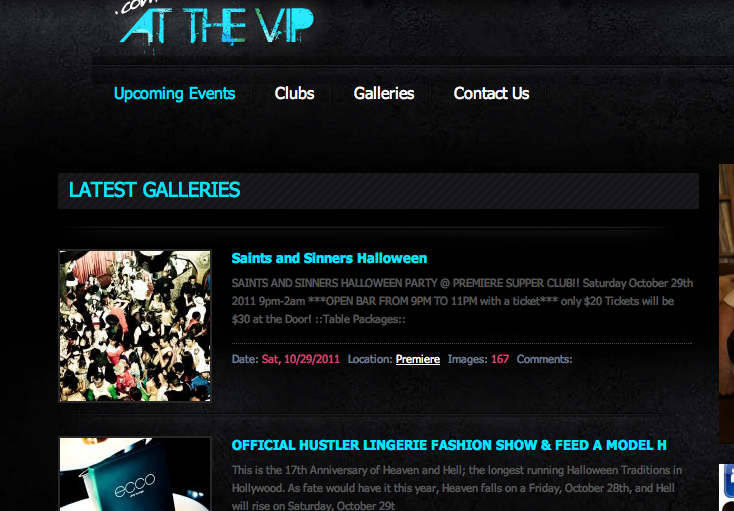 .com
AT THE VIP
Upcoming Events Clubs Galleries Contact Us
LATEST GALLERIES
Saints and Sinners Halloween
SAINTS AND SINNERS HALLOWEEN PARTY @ PREMIERE SUPPER CLUB!! Saturday October 29th
2011 9pm-2am ***OPEN BAR FROM 9PM TO 11PM with a ticket*** only $20 Tickets will be
$30 at the Door! ::Table Packages::
Date: Sat, 10/29/2011 Location: Premiere Images: 167 Comments:
OFFICIAL HUSTLER LINGERIE FASHION SHOW & FEED A MODEL H
ecco
This is the 17th Anniversary of Heaven and Hell; the longest running Halloween Traditions in
Hollywood. As fate would have it this year, Heaven falls on a Friday, October 28th, and Hell
will rise on Saturday, October 29t